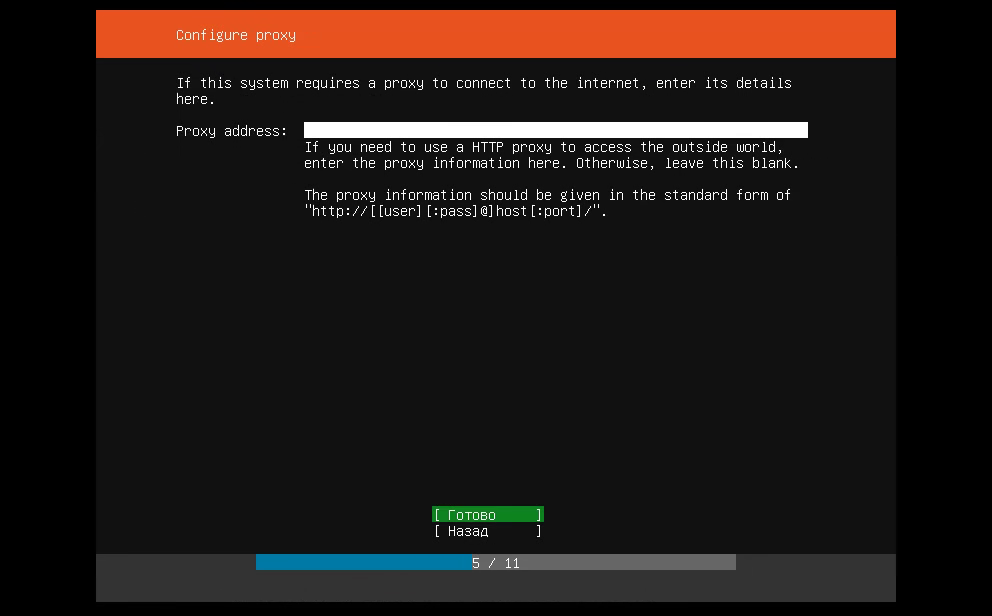 Configure proxy
If this system requires a proxy to connect to the internet, enter its details
here.
Proxy address:
If you need to use a HTTP proxy to access the outside world,
enter the proxy information here. Otherwise, leave this blank.
The proxy information should be given in the standard form of
"http://[[user][:pass]@]host[:port]/".
[ Готово ]
[ Назад ]
5 / 11